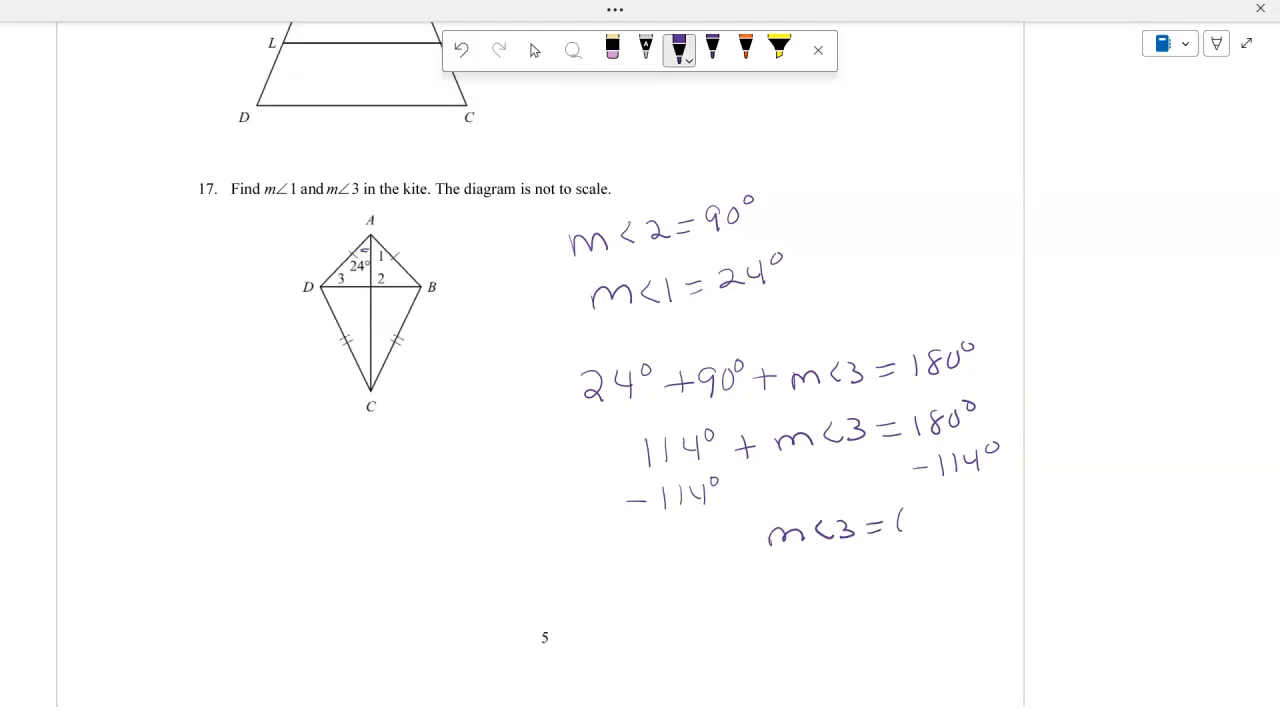 L
D C
17. Find m∠1 and m∠3 in the kite. The diagram is not to scale.
A
1
24°
3 2
D B
C
m<2=90°
m<1=24°
24°+90°+m<3=180°
114°+m<3=180°
-114° -114°
m<3=(
5